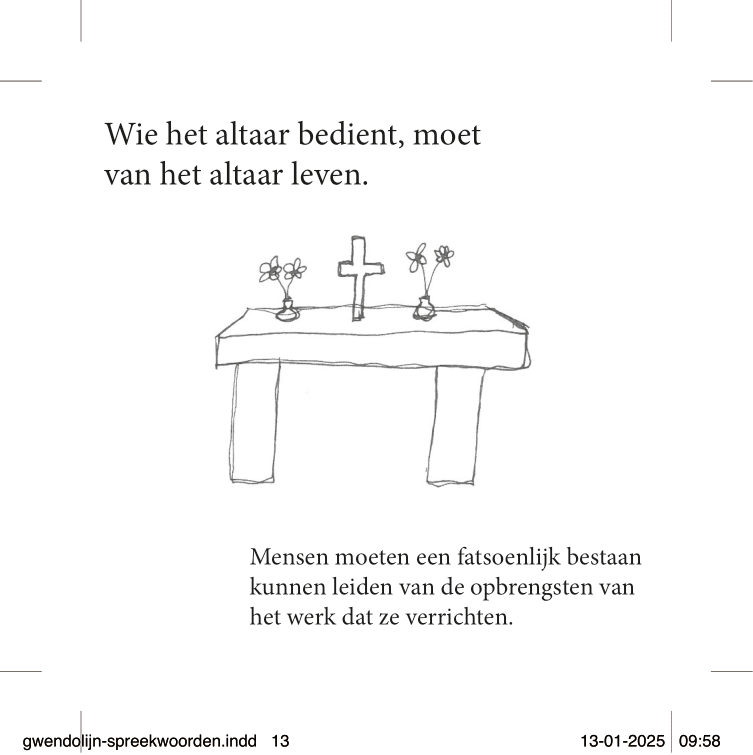 Wie het altaar bedient, moet
van het altaar leven.
Mensen moeten een fatsoenlijk bestaan
kunnen leiden van de opbrengsten van
het werk dat ze verrichten.
gwendolijn-spreekwoorden.indd 13
13-01-2025 09:58